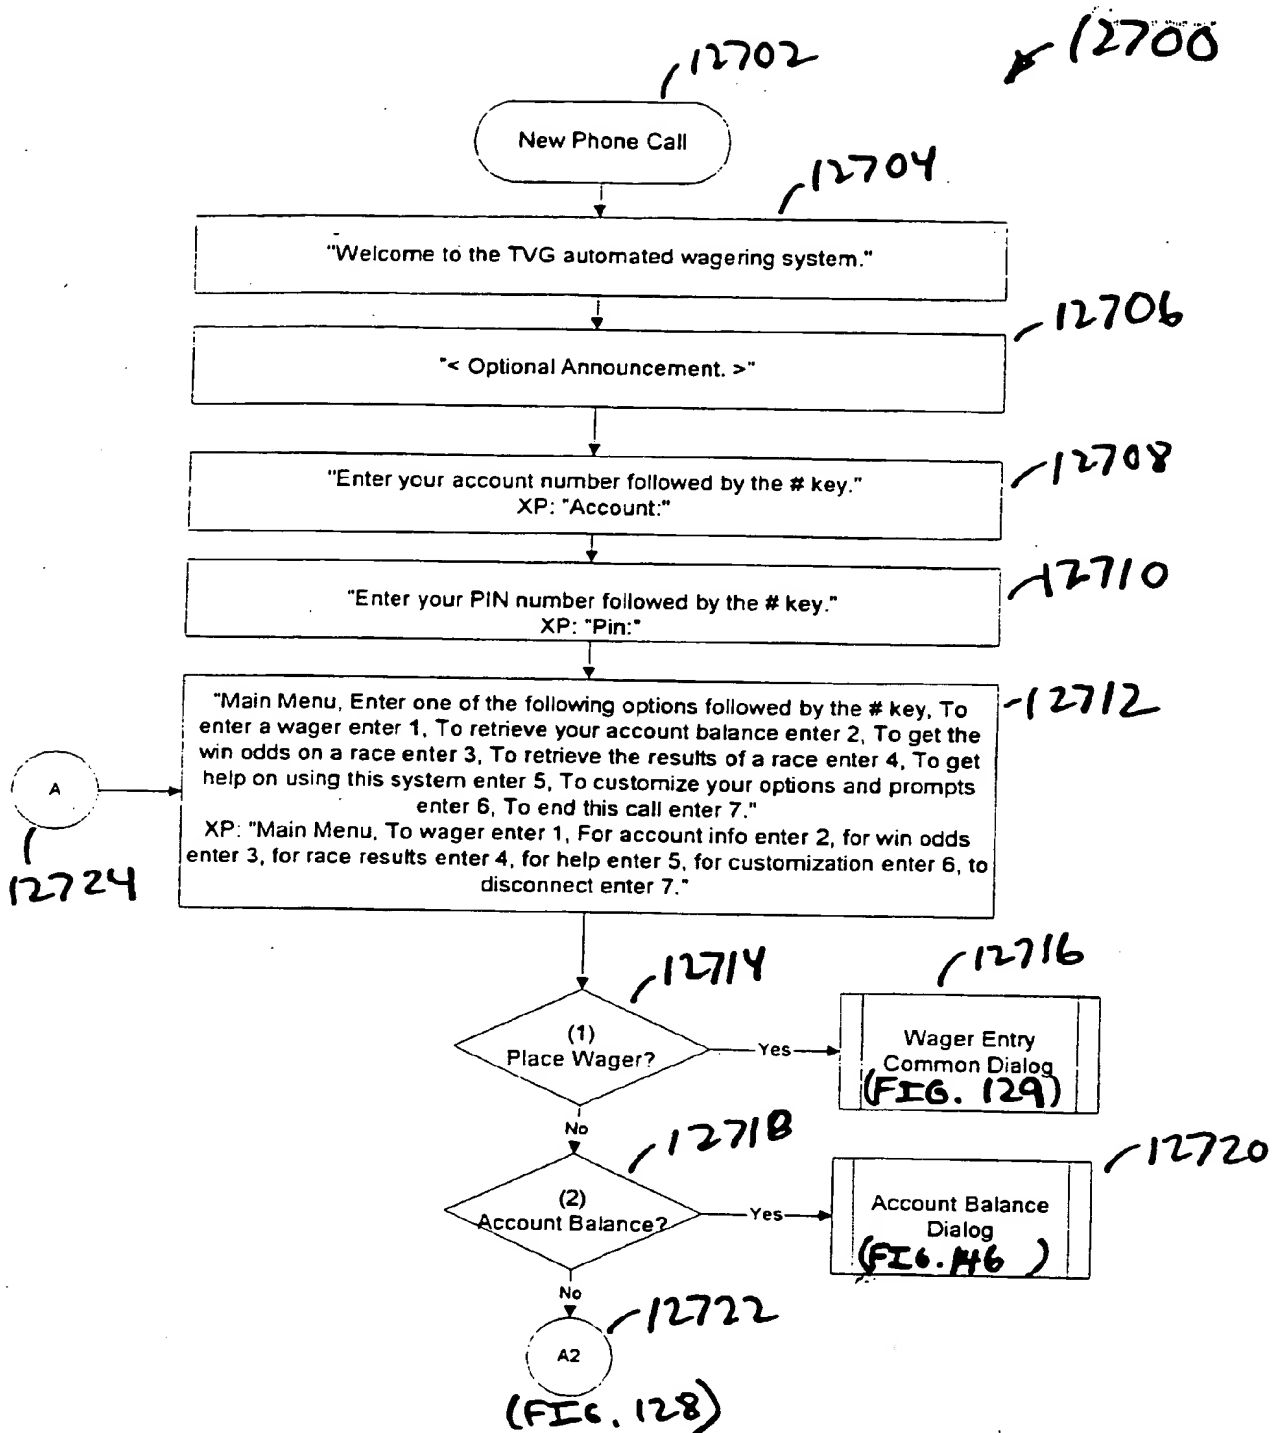 12700
12702
New Phone Call
12704
"Welcome to the TVG automated wagering system."
12706
"< Optional Announcement. >"
12708
"Enter your account number followed by the # key."
XP: "Account:"
12710
"Enter your PIN number followed by the # key."
XP: "Pin:"
12712
"Main Menu, Enter one of the following options followed by the # key, To
enter a wager enter 1, To retrieve your account balance enter 2, To get the
win odds on a race enter 3, To retrieve the results of a race enter 4, To get
help on using this system enter 5, To customize your options and prompts
enter 6, To end this call enter 7."
XP: "Main Menu, To wager enter 1, For account info enter 2, for win odds
enter 3, for race results enter 4, for help enter 5, for customization enter 6, to
disconnect enter 7."
A
12724
12714
(1)
Place Wager?
Yes
12716
Wager Entry
Common Dialog
(FIG. 129)
No
12718
(2)
Account Balance?
Yes
12720
Account Balance
Dialog
(FIG. 146)
No
12722
A2
(FIG. 128)